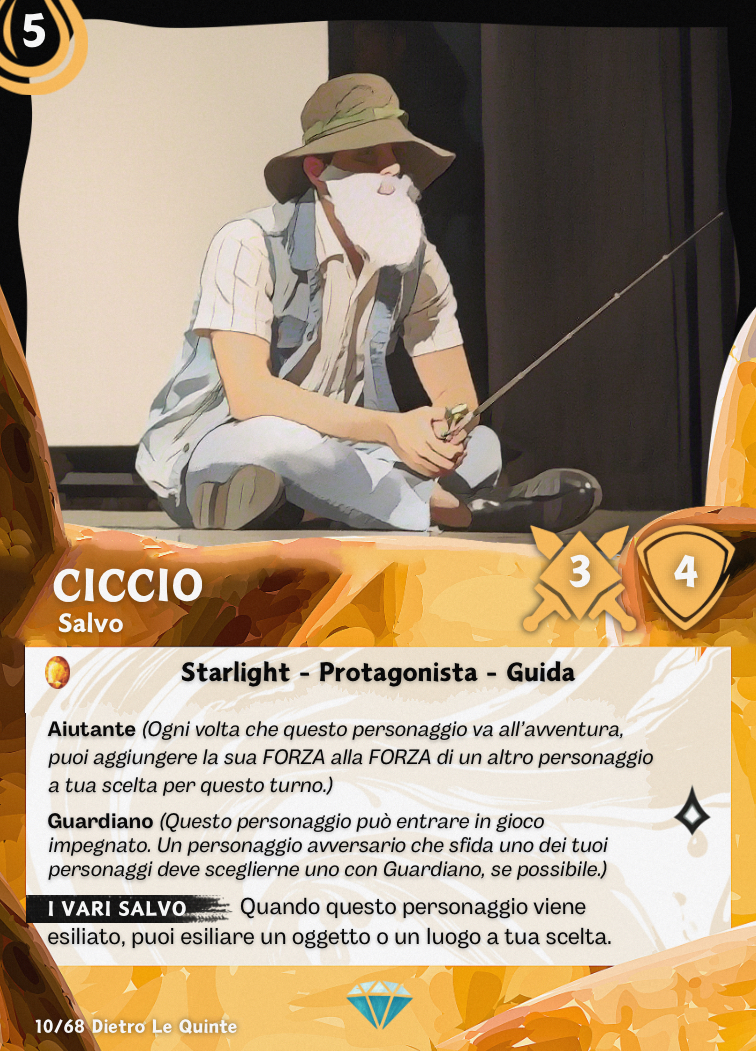 5
CICCIO
Salvo
3
4
Starlight - Protagonista - Guida
Aiutante (Ogni volta che questo personaggio va all'avventura,
puoi aggiungere la sua FORZA alla FORZA di un altro personaggio
a tua scelta per questo turno.)
Guardiano (Questo personaggio può entrare in gioco
impegnato. Un personaggio avversario che sfida uno dei tuoi
personaggi deve sceglierne uno con Guardiano, se possibile.)
I VARI SALVO Quando questo personaggio viene
esiliato, puoi esiliare un oggetto o un luogo a tua scelta.
10/68 Dietro Le Quinte